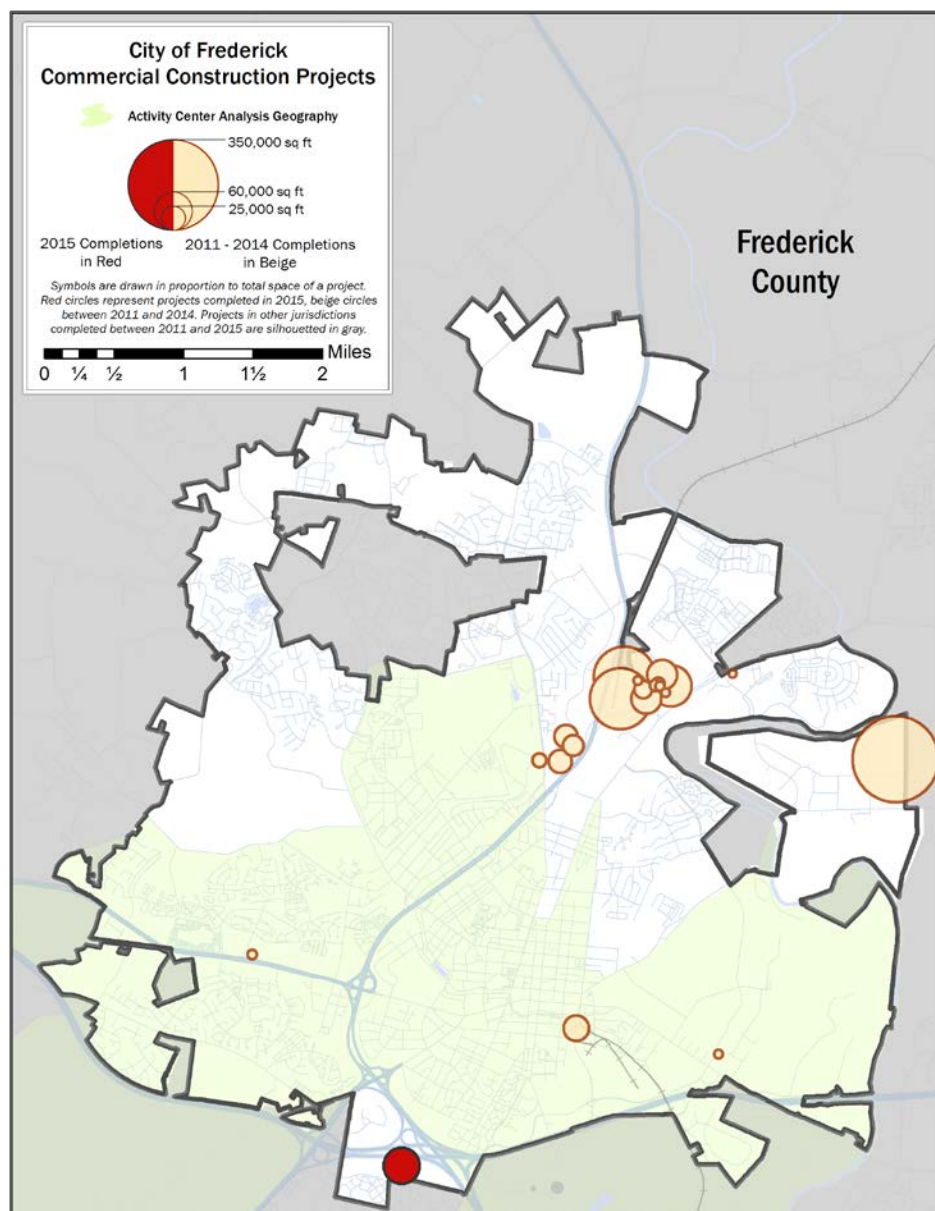 City of Frederick
Commercial Construction Projects
Activity Center Analysis Geography
350,000 sq ft
60,000 sq ft
25,000 sq ft
2015 Completions
in Red
2011 - 2014 Completions
in Beige
Symbols are drawn in proportion to total space of a project.
Red circles represent projects completed in 2015, beige circles
between 2011 and 2014. Projects in other jurisdictions
completed between 2011 and 2015 are silhouetted in gray.
Miles
0 ¼ ½ 1 1½ 2
Frederick
County